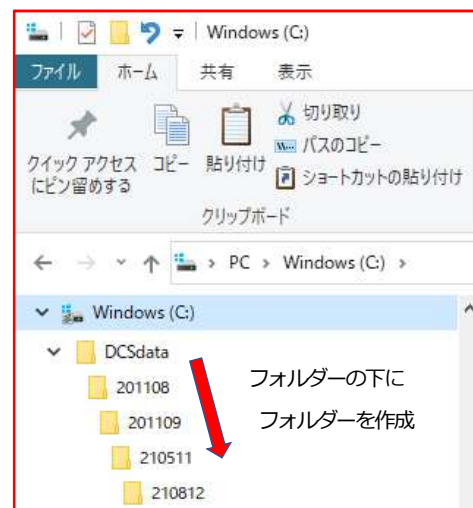 Windows (C:)
ファイル ホーム 共有 表示
クイック アクセス
にピン留めする
コピー
貼り付け
切り取り
パスのコピー
ショートカットの貼り付け
クリップボード
PC > Windows (C:) >
Windows (C:)
DCSdata
201108
フォルダーの下に
201109
フォルダーを作成
210511
210812